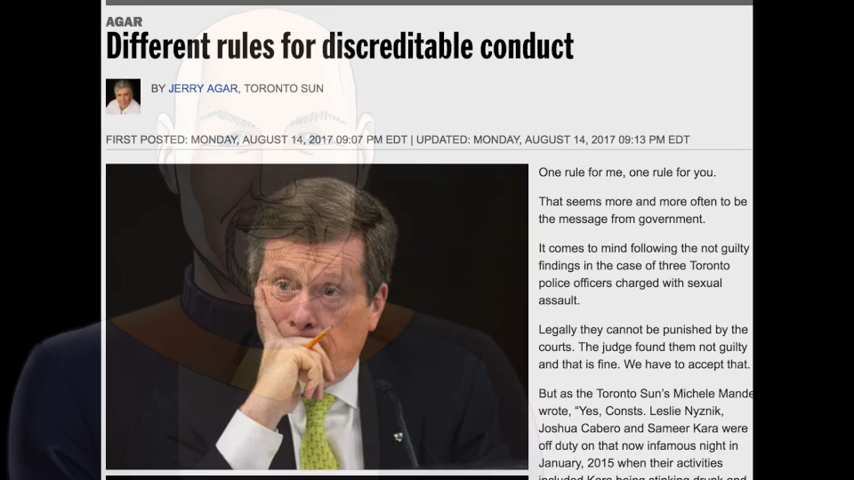 AGAR
Different rules for discreditable conduct
BY JERRY AGAR, TORONTO SUN
FIRST POSTED: MONDAY, AUGUST 14, 2017 09:07 PM EDT | UPDATED: MONDAY, AUGUST 14, 2017 09:13 PM EDT
One rule for me, one rule for you.
That seems more and more often to be
the message from government.
It comes to mind following the not guilty
findings in the case of three Toronto
police officers charged with sexual
assault.
Legally they cannot be punished by the
courts. The judge found them not guilty
and that is fine. We have to accept that.
But as the Toronto Sun's Michele Mande
wrote, “Yes, Consts. Leslie Nyznik,
Joshua Cabero and Sameer Kara were
off duty on that now infamous night in
January, 2015 when their activities
included Kara being stinking drunk and